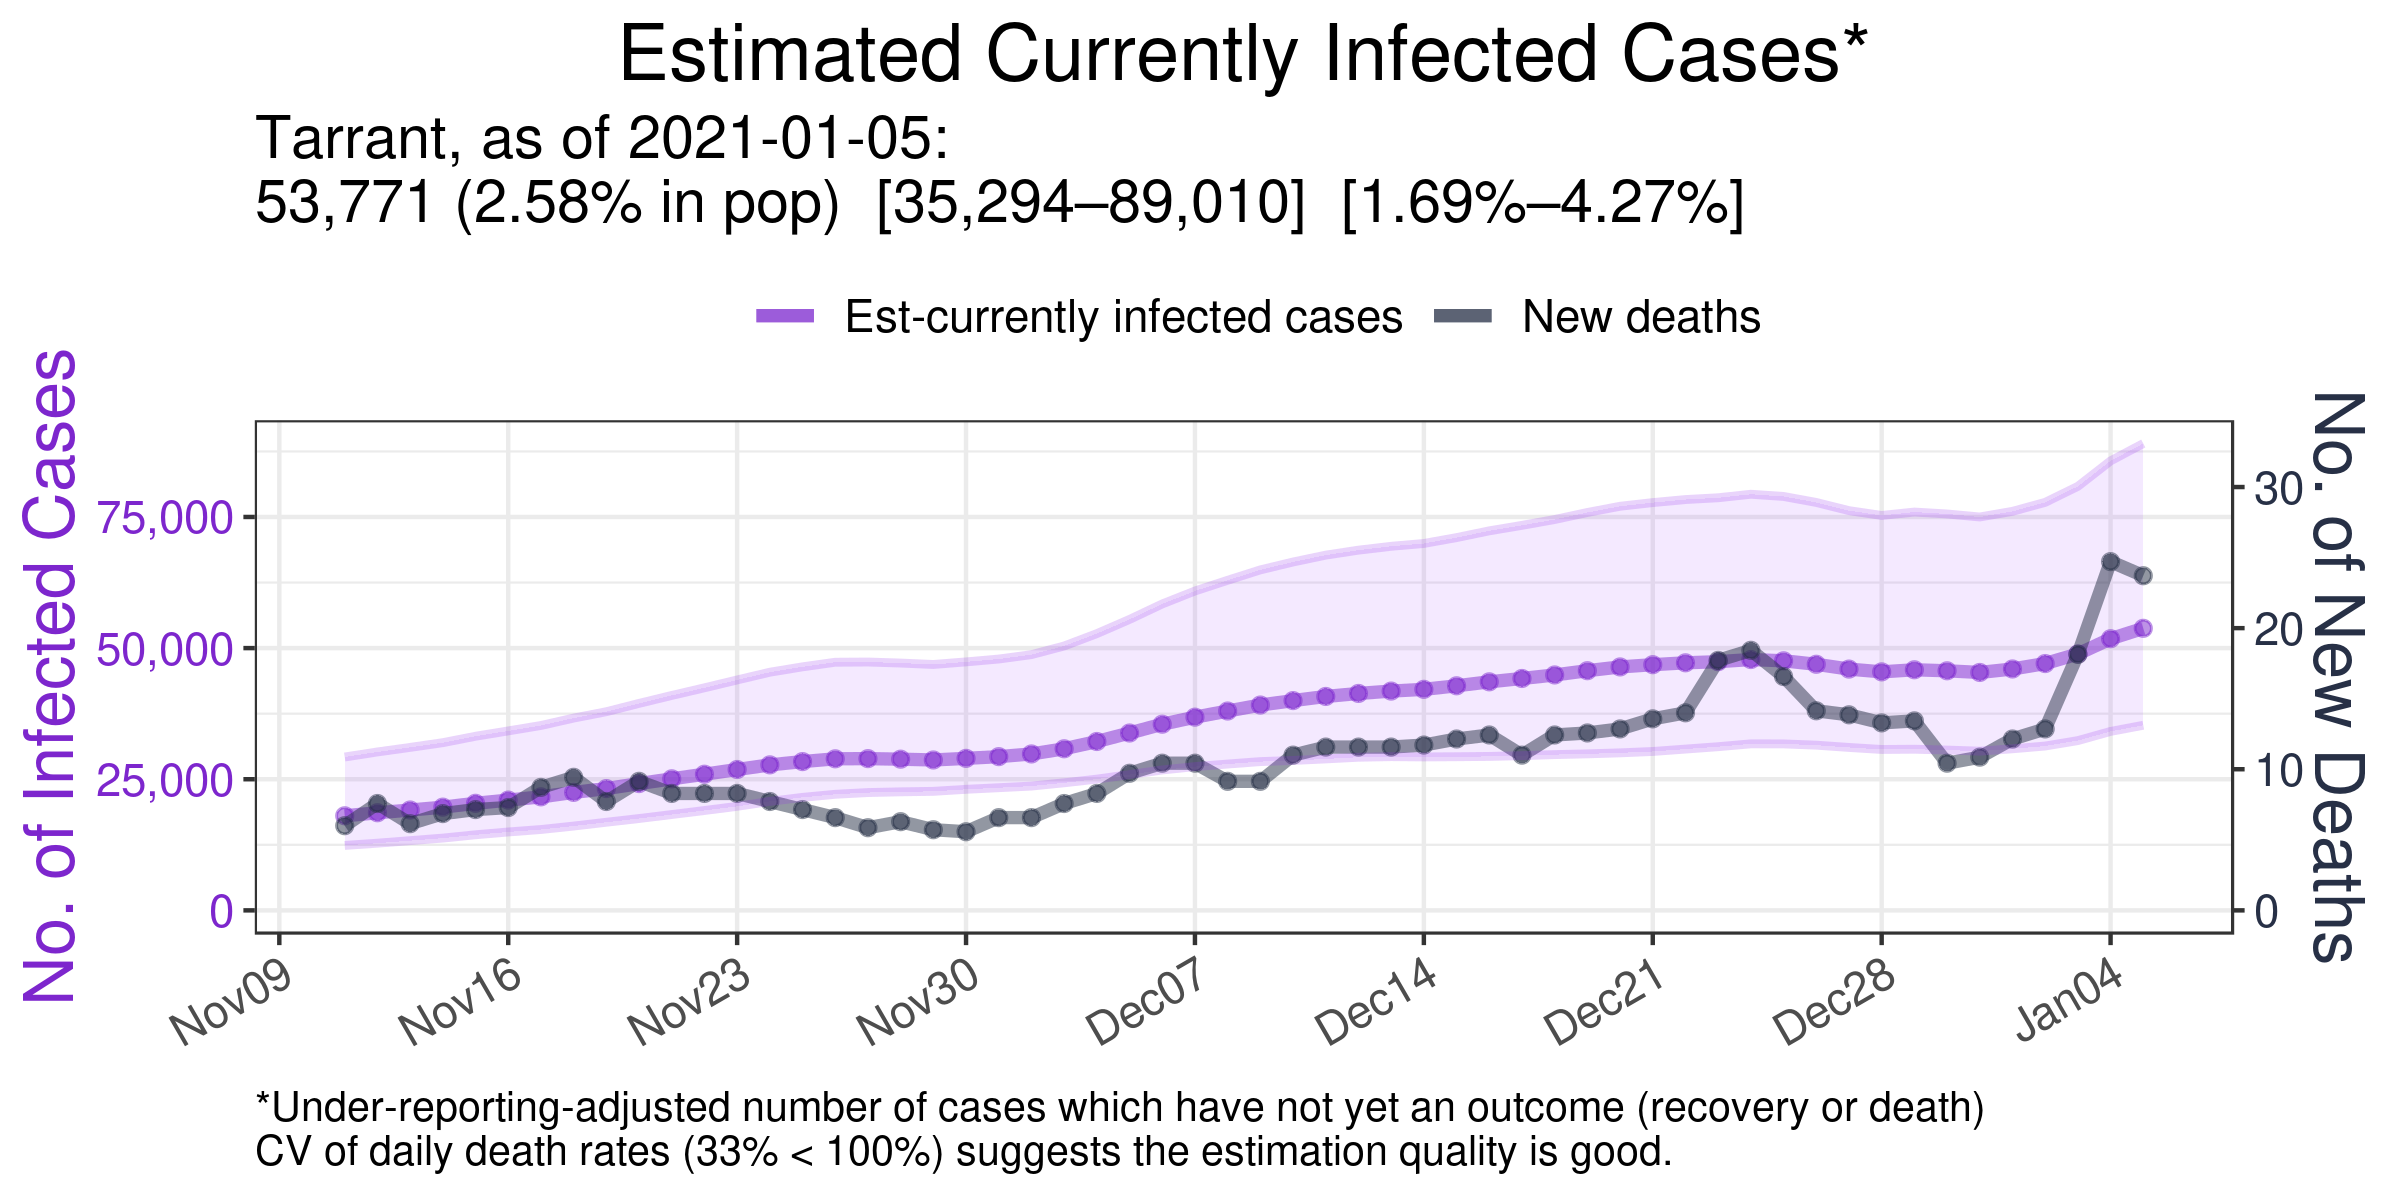 Estimated Currently Infected Cases*
Tarrant, as of 2021-01-05:
53,771 (2.58% in pop)  [35,294–89,010]  [1.69%–4.27%]
Est-currently infected cases
New deaths
No. of Infected Cases
75,000
50,000
25,000
0
30
20
10
0
No. of New Deaths
Nov09
Nov16
Nov23
Nov30
Dec07
Dec14
Dec21
Dec28
Jan04
*Under-reporting-adjusted number of cases which have not yet an outcome (recovery or death)
CV of daily death rates (33% < 100%) suggests the estimation quality is good.